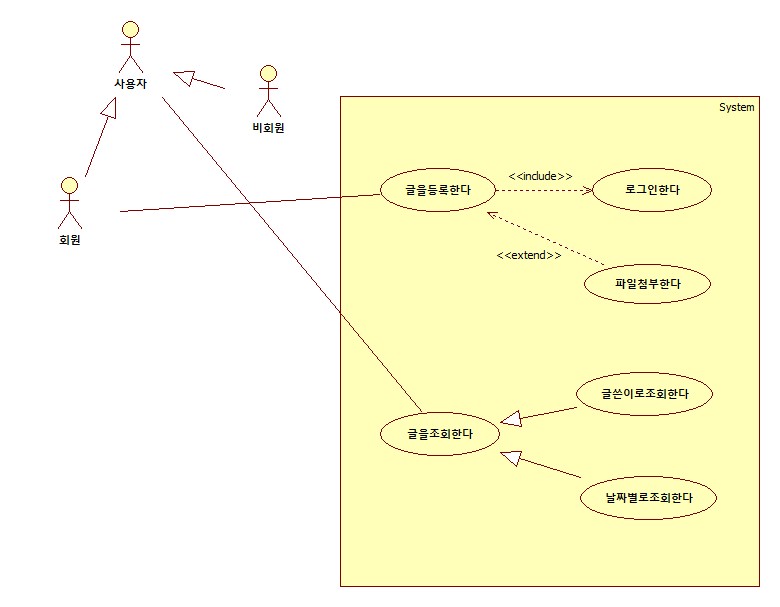 사용자
비회원
System
회원
글을등록한다
<<include>>
로그인한다
<<extend>>
파일첨부한다
글쓴이로조회한다
글을조회한다
날짜별로조회한다